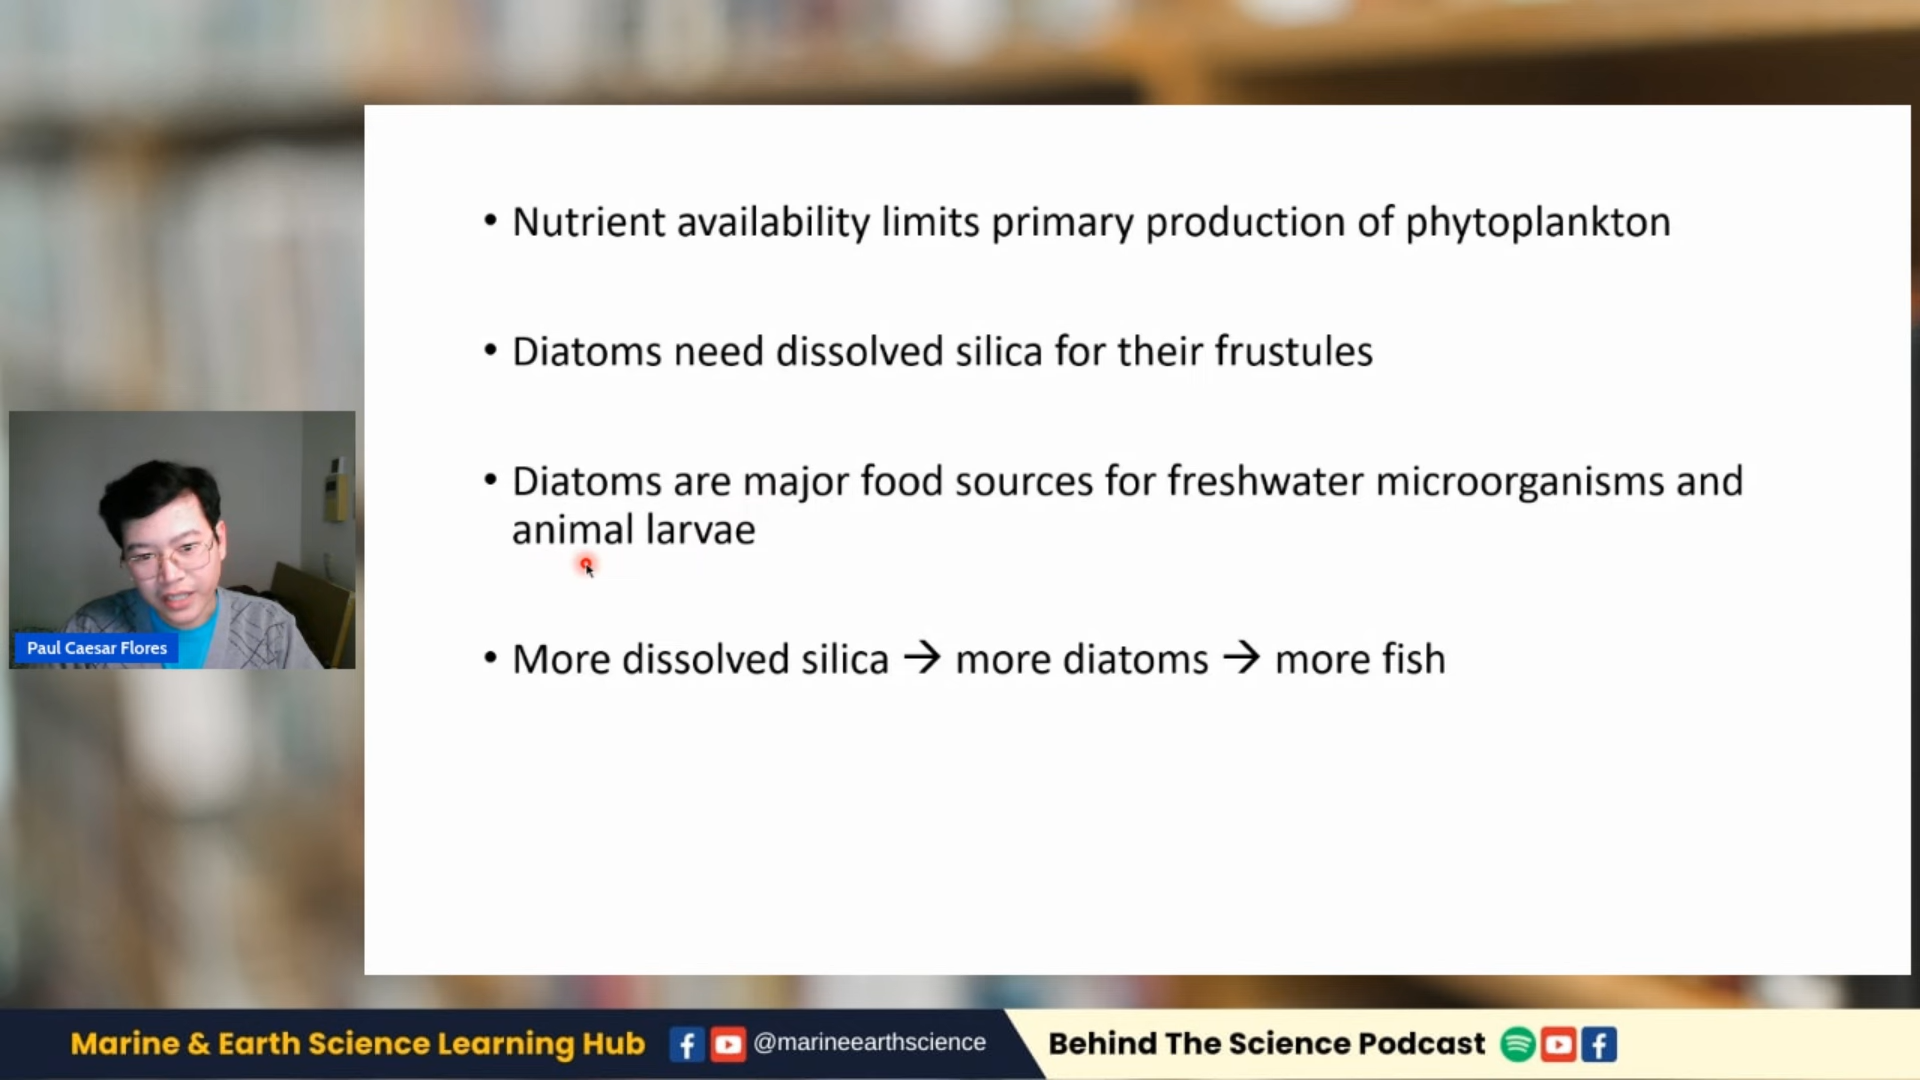 • Nutrient availability limits primary production of phytoplankton
• Diatoms need dissolved silica for their frustules
• Diatoms are major food sources for freshwater microorganisms and
animal larvae
• More dissolved silica → more diatoms → more fish
Paul Caesar Flores
Marine & Earth Science Learning Hub @marineearthscience
Behind The Science Podcast